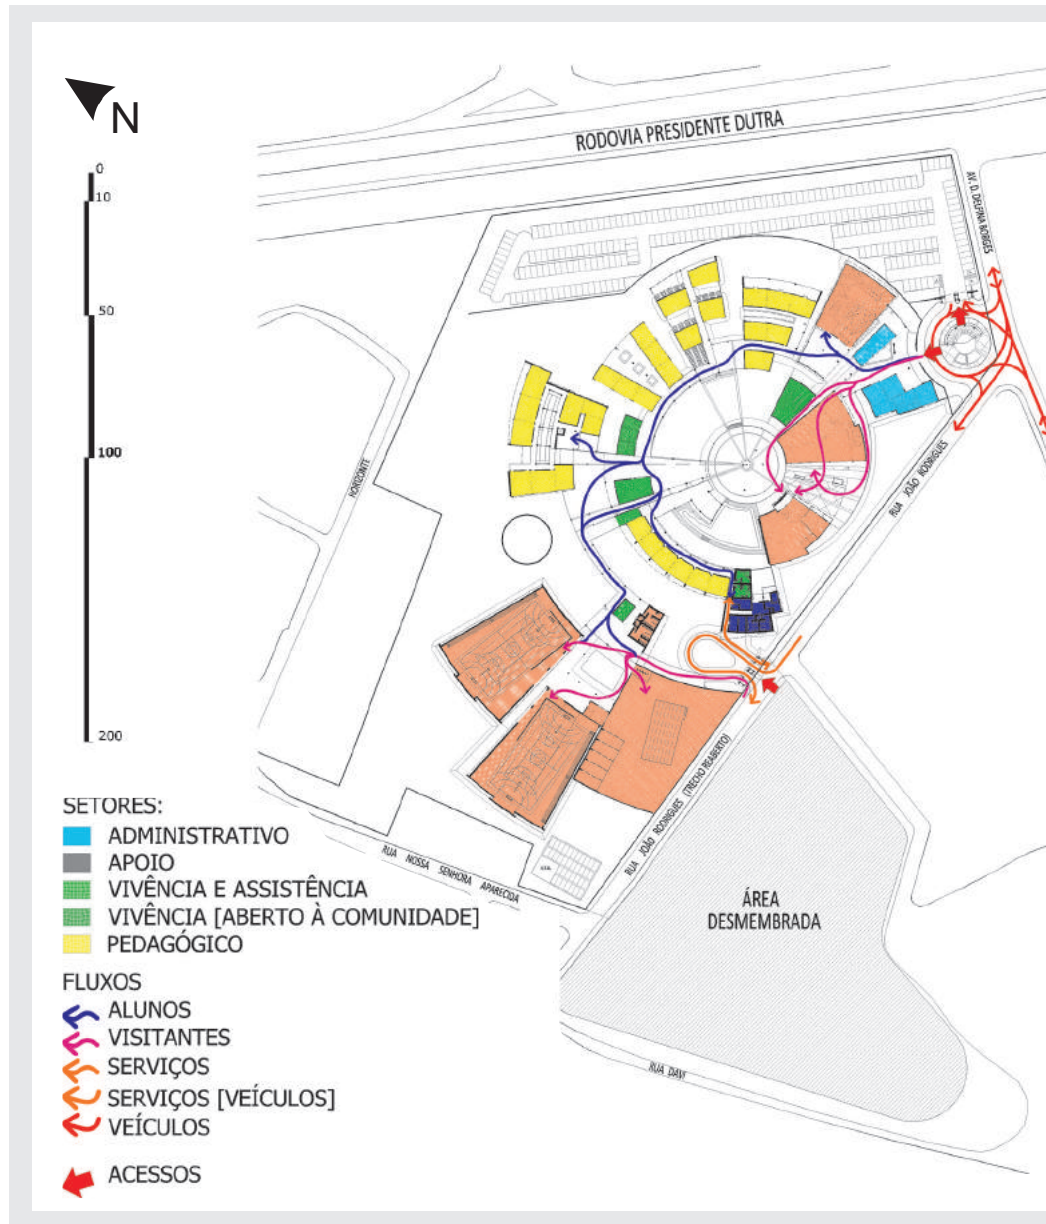 N
0
10
50
100
200
RODOVIA PRESIDENTE DUTRA
AV. D. DELFINA BORGES
RUA JOÃO RODRIGUES
HORIZONTE
RUA JOÃO RODRIGUES (TRECHO REABERTO)
RUA NOSSA SENHORA APARECIDA
ÁREA
DESMEMBRADA
RUA DAVI
SETORES:
ADMINISTRATIVO
APOIO
VIVÊNCIA E ASSISTÊNCIA
VIVÊNCIA [ABERTO À COMUNIDADE]
PEDAGÓGICO
FLUXOS
ALUNOS
VISITANTES
SERVIÇOS
SERVIÇOS [VEÍCULOS]
VEÍCULOS
ACESSOS